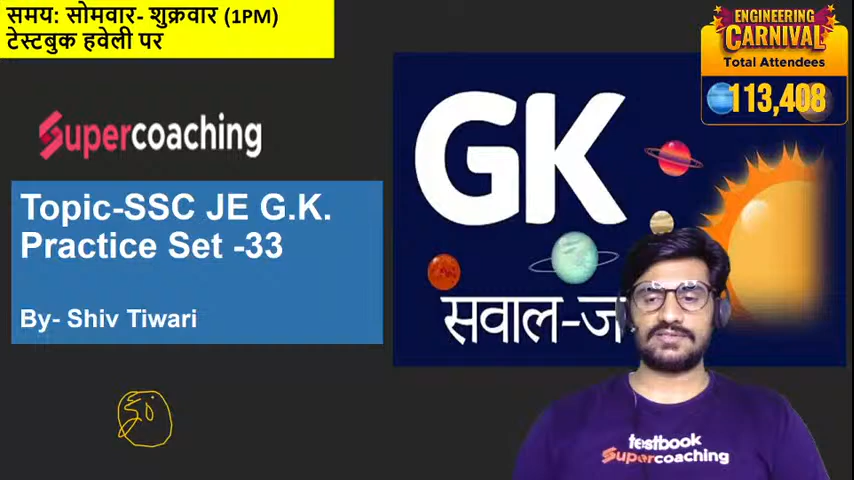 समय: सोमवार- शुक्रवार (1PM)
टेस्टबुक हवेली पर
ENGINEERING
CARNIVAL
Total Attendees
113,408
Supercoaching
GK
Topic-SSC JE G.K.
Practice Set -33
By- Shiv Tiwari
सवाल-ज
testbook
Supercoaching